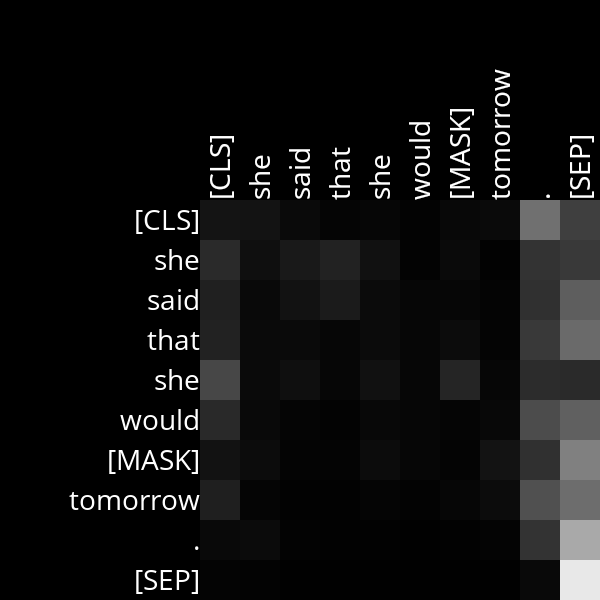 [CLS] she said that she would [MASK] tomorrow . [SEP]
[CLS]
she
said
that
she
would
[MASK]
tomorrow
.
[SEP]